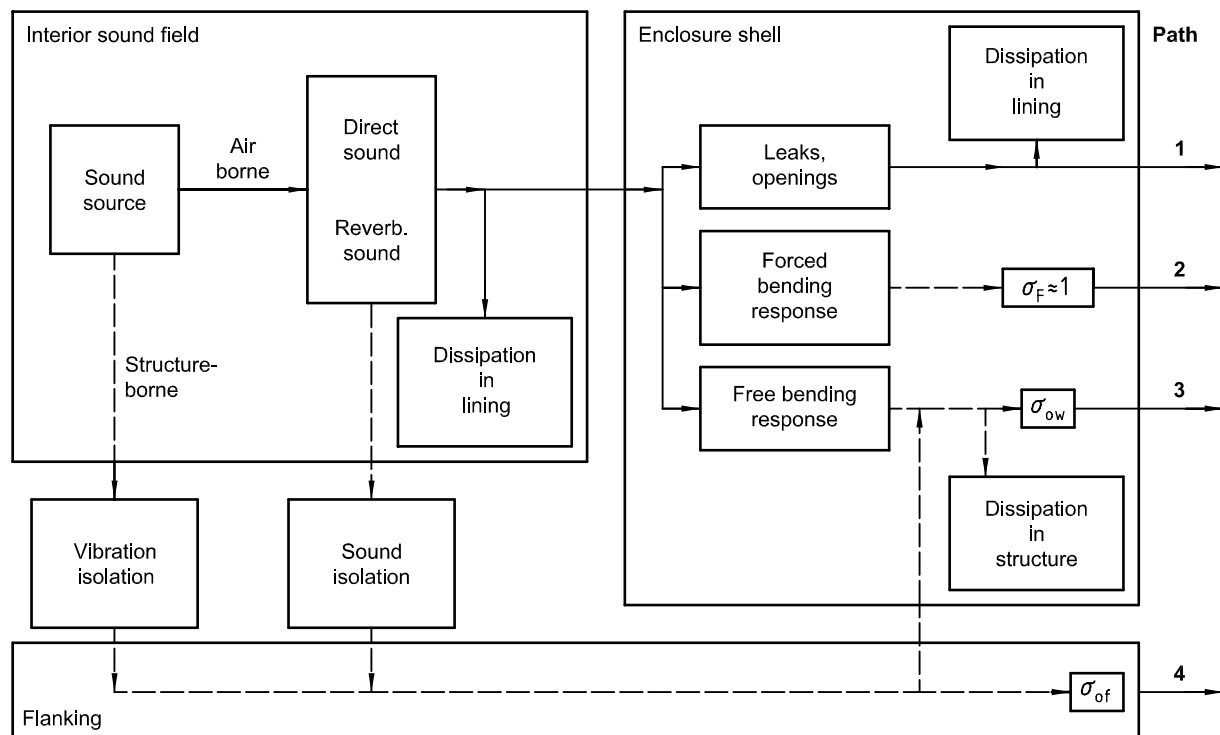 Interior sound field
Sound
source
Air
borne
Direct
sound
Reverb.
sound
Structure-
borne
Dissipation
in
lining
Vibration
isolation
Sound
isolation
Enclosure shell
Leaks,
openings
Dissipation
in
lining
Forced
bending
response
σF≈1
Free bending
response
σow
Dissipation
in
structure
Path
1
2
3
4
Flanking
σof